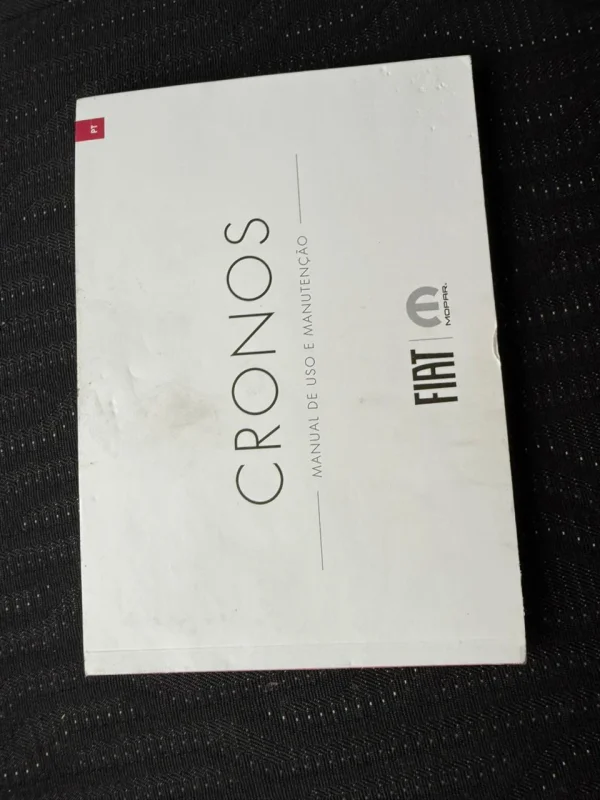 PT
CRONOS
MANUAL DE USO E MANUTENÇÃO
FIAT
MOPAR